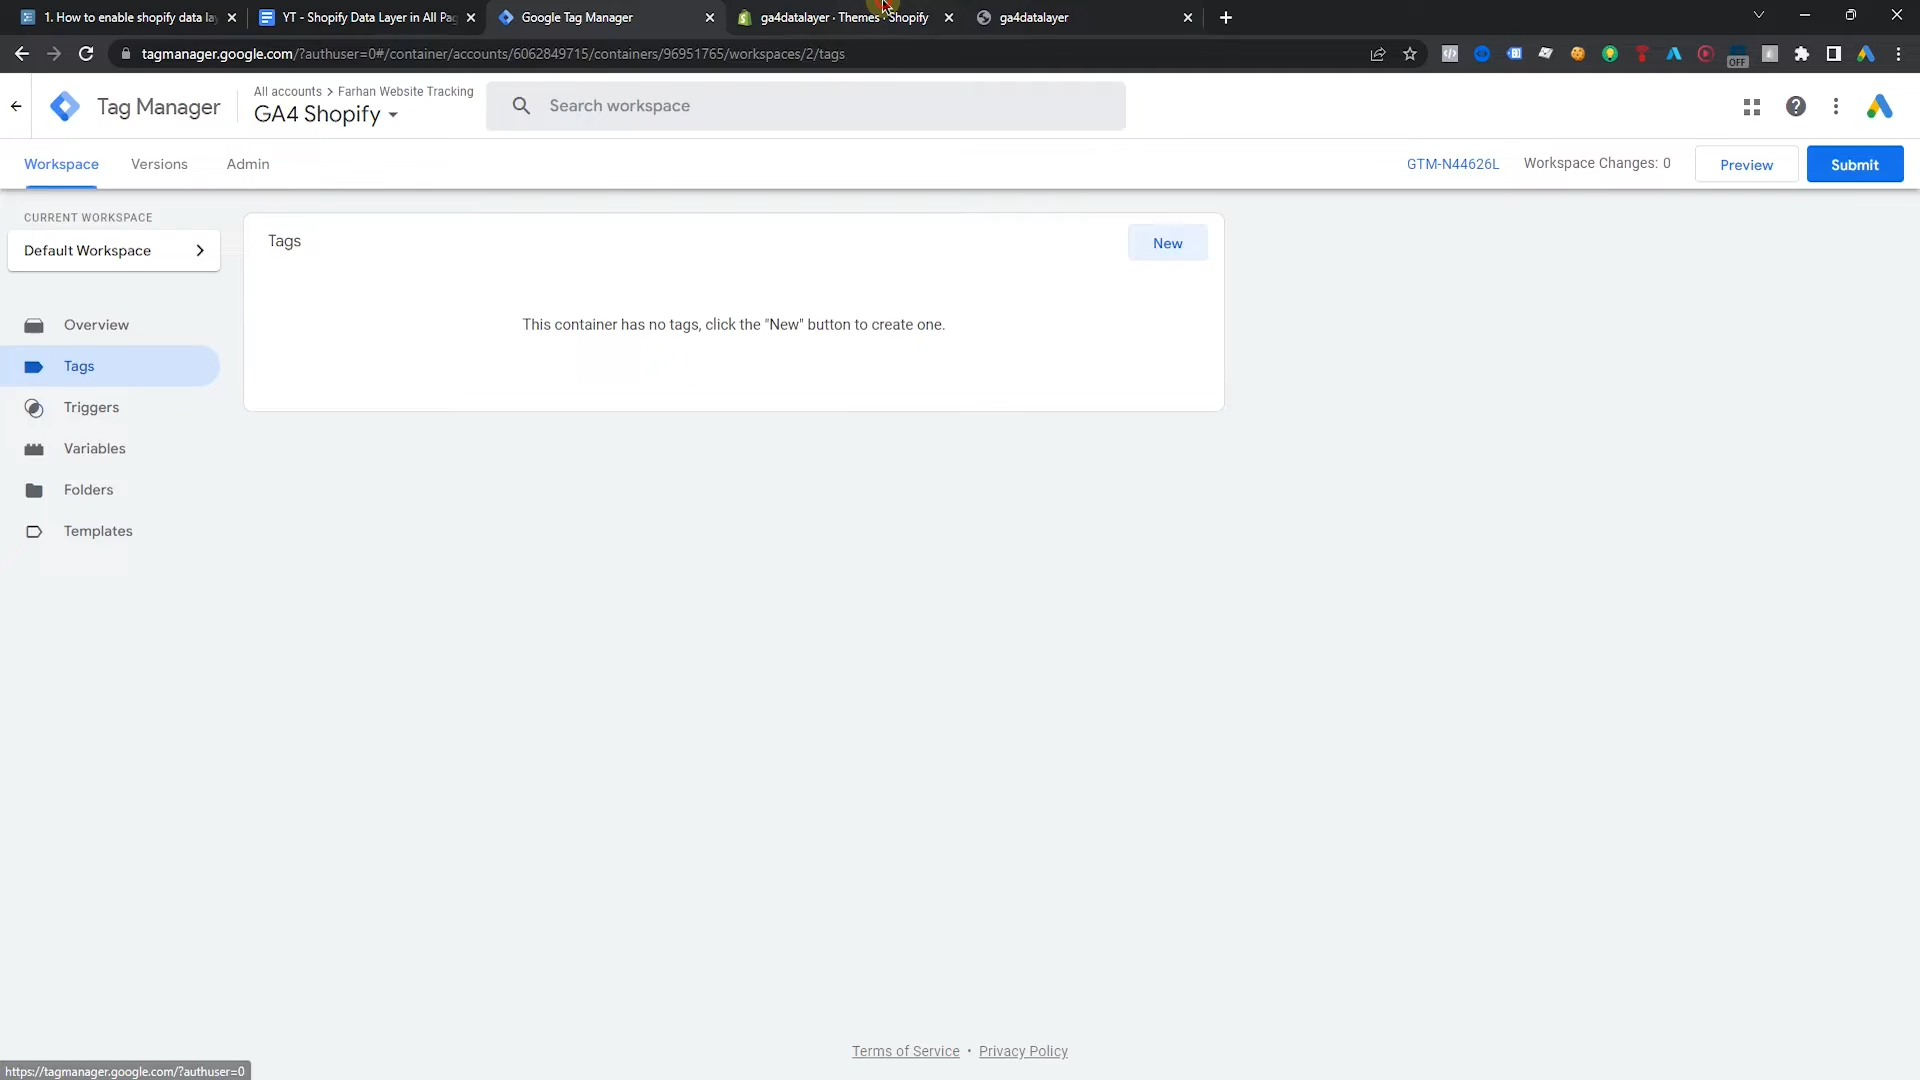 1. How to enable shopify data la
YT - Shopify Data Layer in All Pag
Google Tag Manager
ga4datalayer · Themes · Shopify
ga4datalayer
tagmanager.google.com/?authuser=0#/container/accounts/6062849715/containers/96951765/workspaces/2/tags
OFF
Tag Manager
All accounts > Farhan Website Tracking
GA4 Shopify
Search workspace
Workspace
Versions
Admin
GTM-N44626L
Workspace Changes: 0
Preview
Submit
CURRENT WORKSPACE
Default Workspace
Tags
New
This container has no tags, click the "New" button to create one.
Overview
Tags
Triggers
Variables
Folders
Templates
Terms of Service • Privacy Policy
https://tagmanager.google.com/?authuser=0